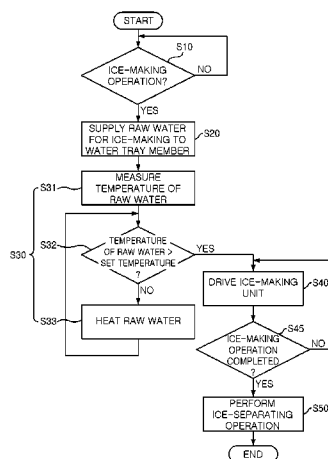 START
S10
ICE-MAKING
OPERATION?
NO
YES
SUPPLY RAW WATER
FOR ICE-MAKING TO
WATER TRAY MEMBER
S20
S31
MEASURE
TEMPERATURE OF
RAW WATER
S30
S32
TEMPERATURE
OF RAW WATER >
SET TEMPERATURE
?
YES
NO
S33
HEAT RAW WATER
DRIVE ICE-MAKING
UNIT
S40
S45
ICE-MAKING
OPERATION
COMPLETED
?
NO
YES
PERFORM
ICE-SEPARATING
OPERATION
S50
END